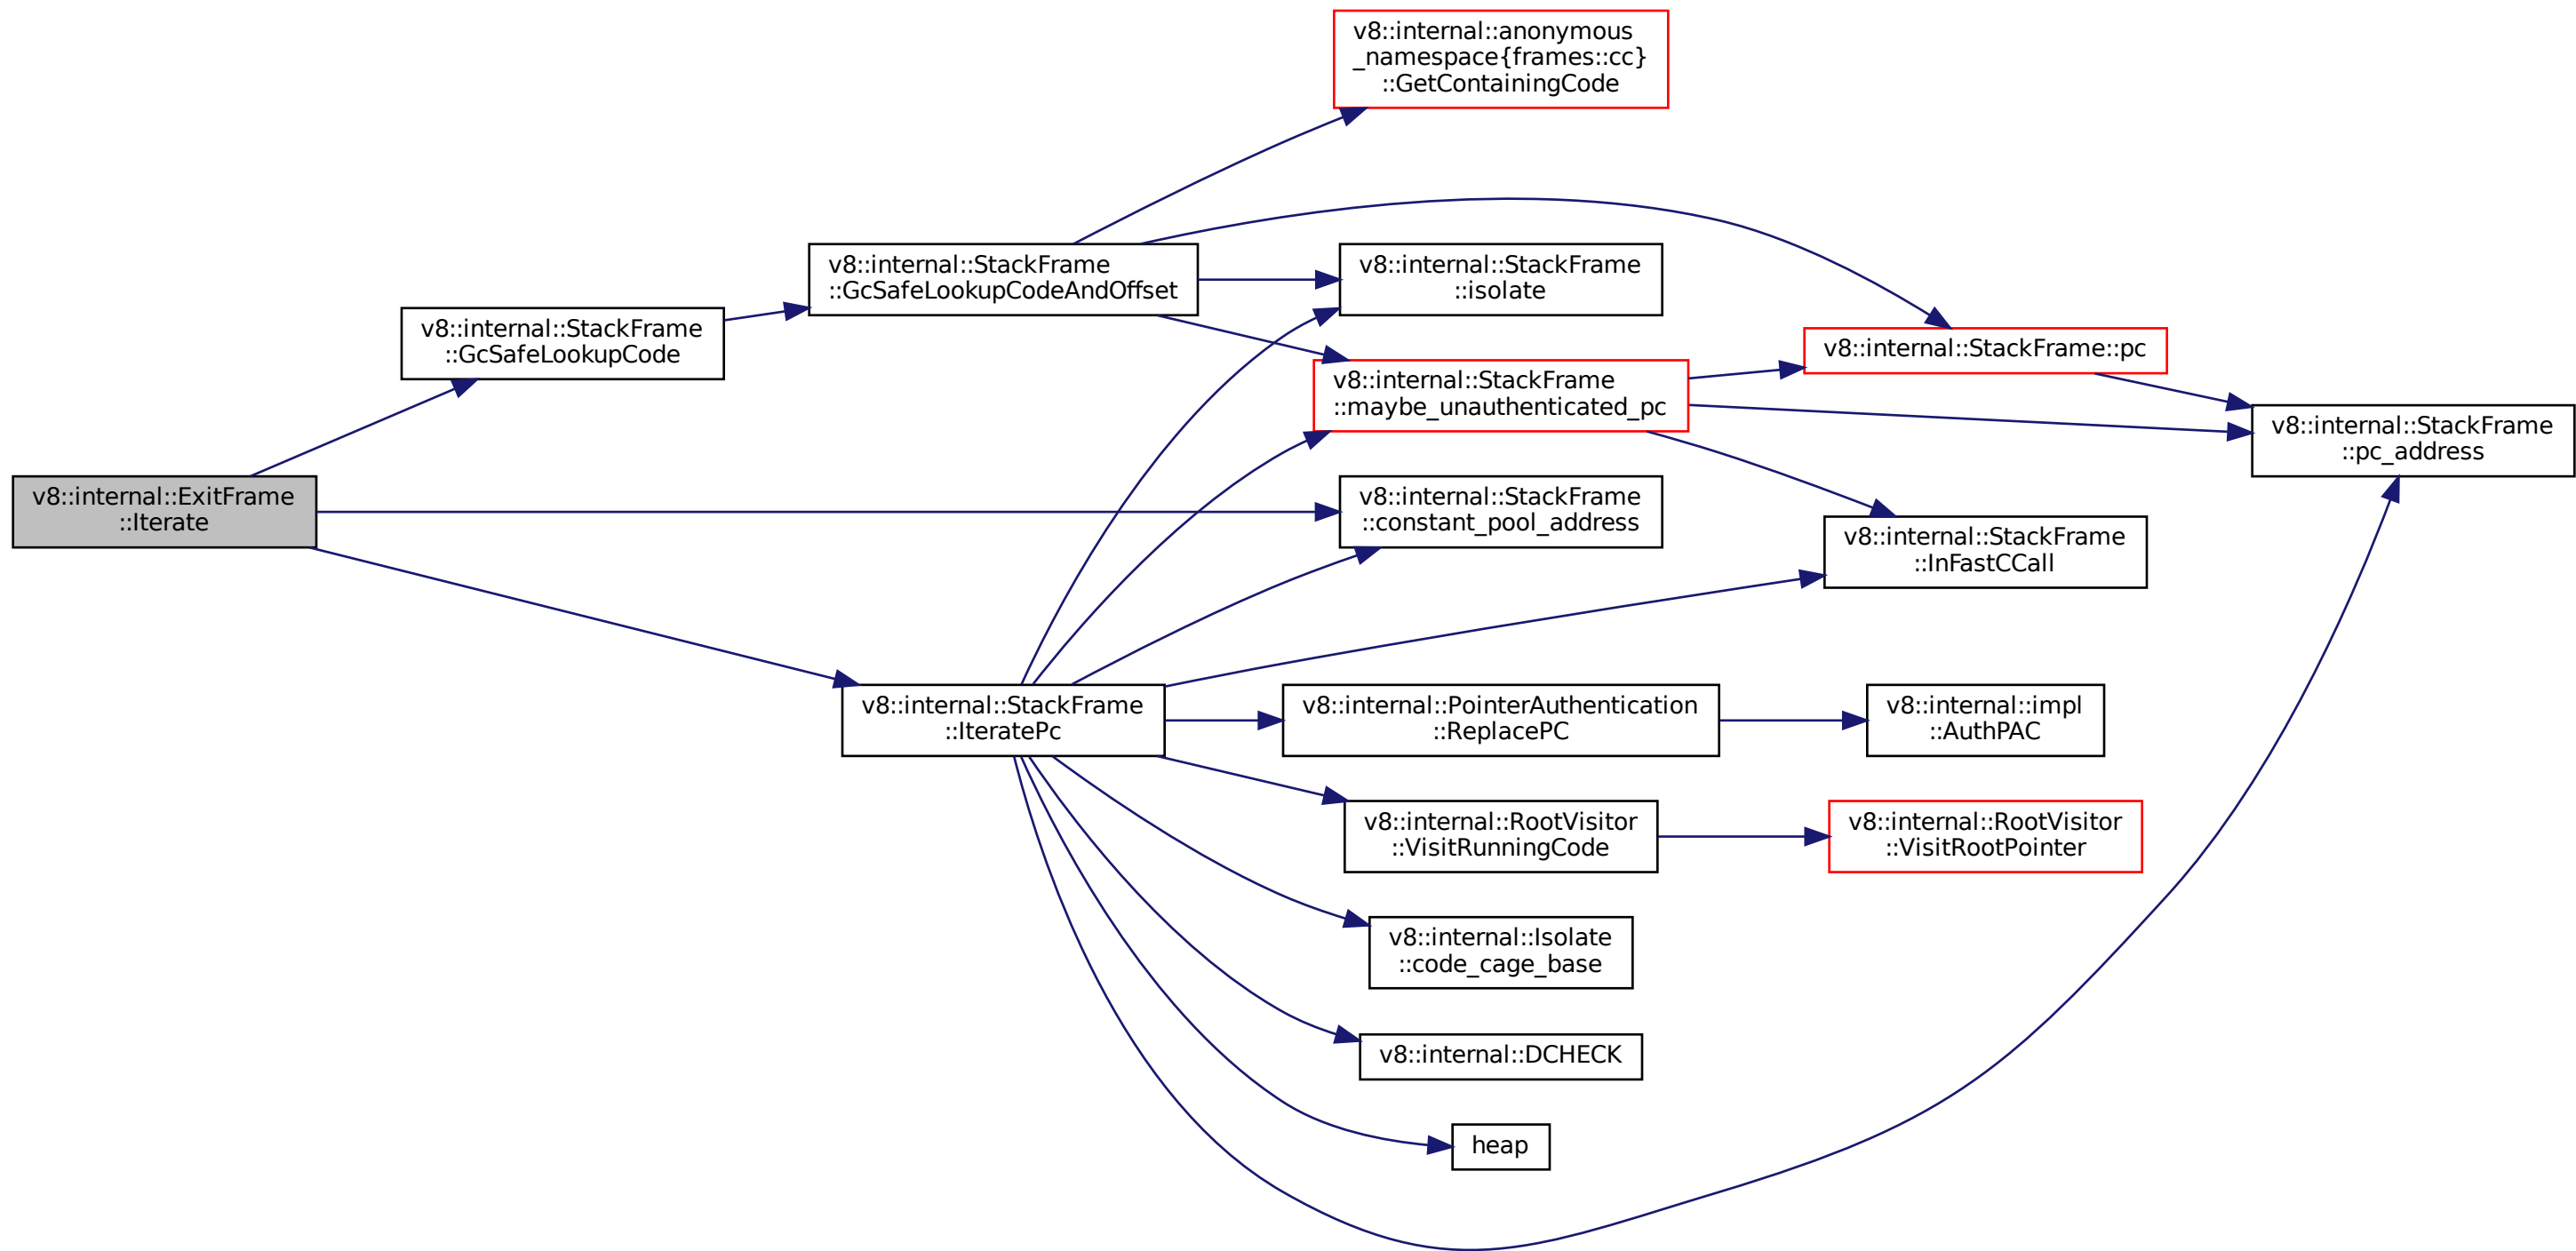 v8::internal::anonymous
_namespace{frames::cc}
::GetContainingCode
v8::internal::StackFrame
::GcSafeLookupCodeAndOffset
v8::internal::StackFrame
::isolate
v8::internal::StackFrame
::GcSafeLookupCode
v8::internal::StackFrame::pc
v8::internal::StackFrame
::maybe_unauthenticated_pc
v8::internal::StackFrame
::pc_address
v8::internal::ExitFrame
::Iterate
v8::internal::StackFrame
::constant_pool_address
v8::internal::StackFrame
::InFastCCall
v8::internal::StackFrame
::IteratePc
v8::internal::PointerAuthentication
::ReplacePC
v8::internal::impl
::AuthPAC
v8::internal::RootVisitor
::VisitRunningCode
v8::internal::RootVisitor
::VisitRootPointer
v8::internal::Isolate
::code_cage_base
v8::internal::DCHECK
heap